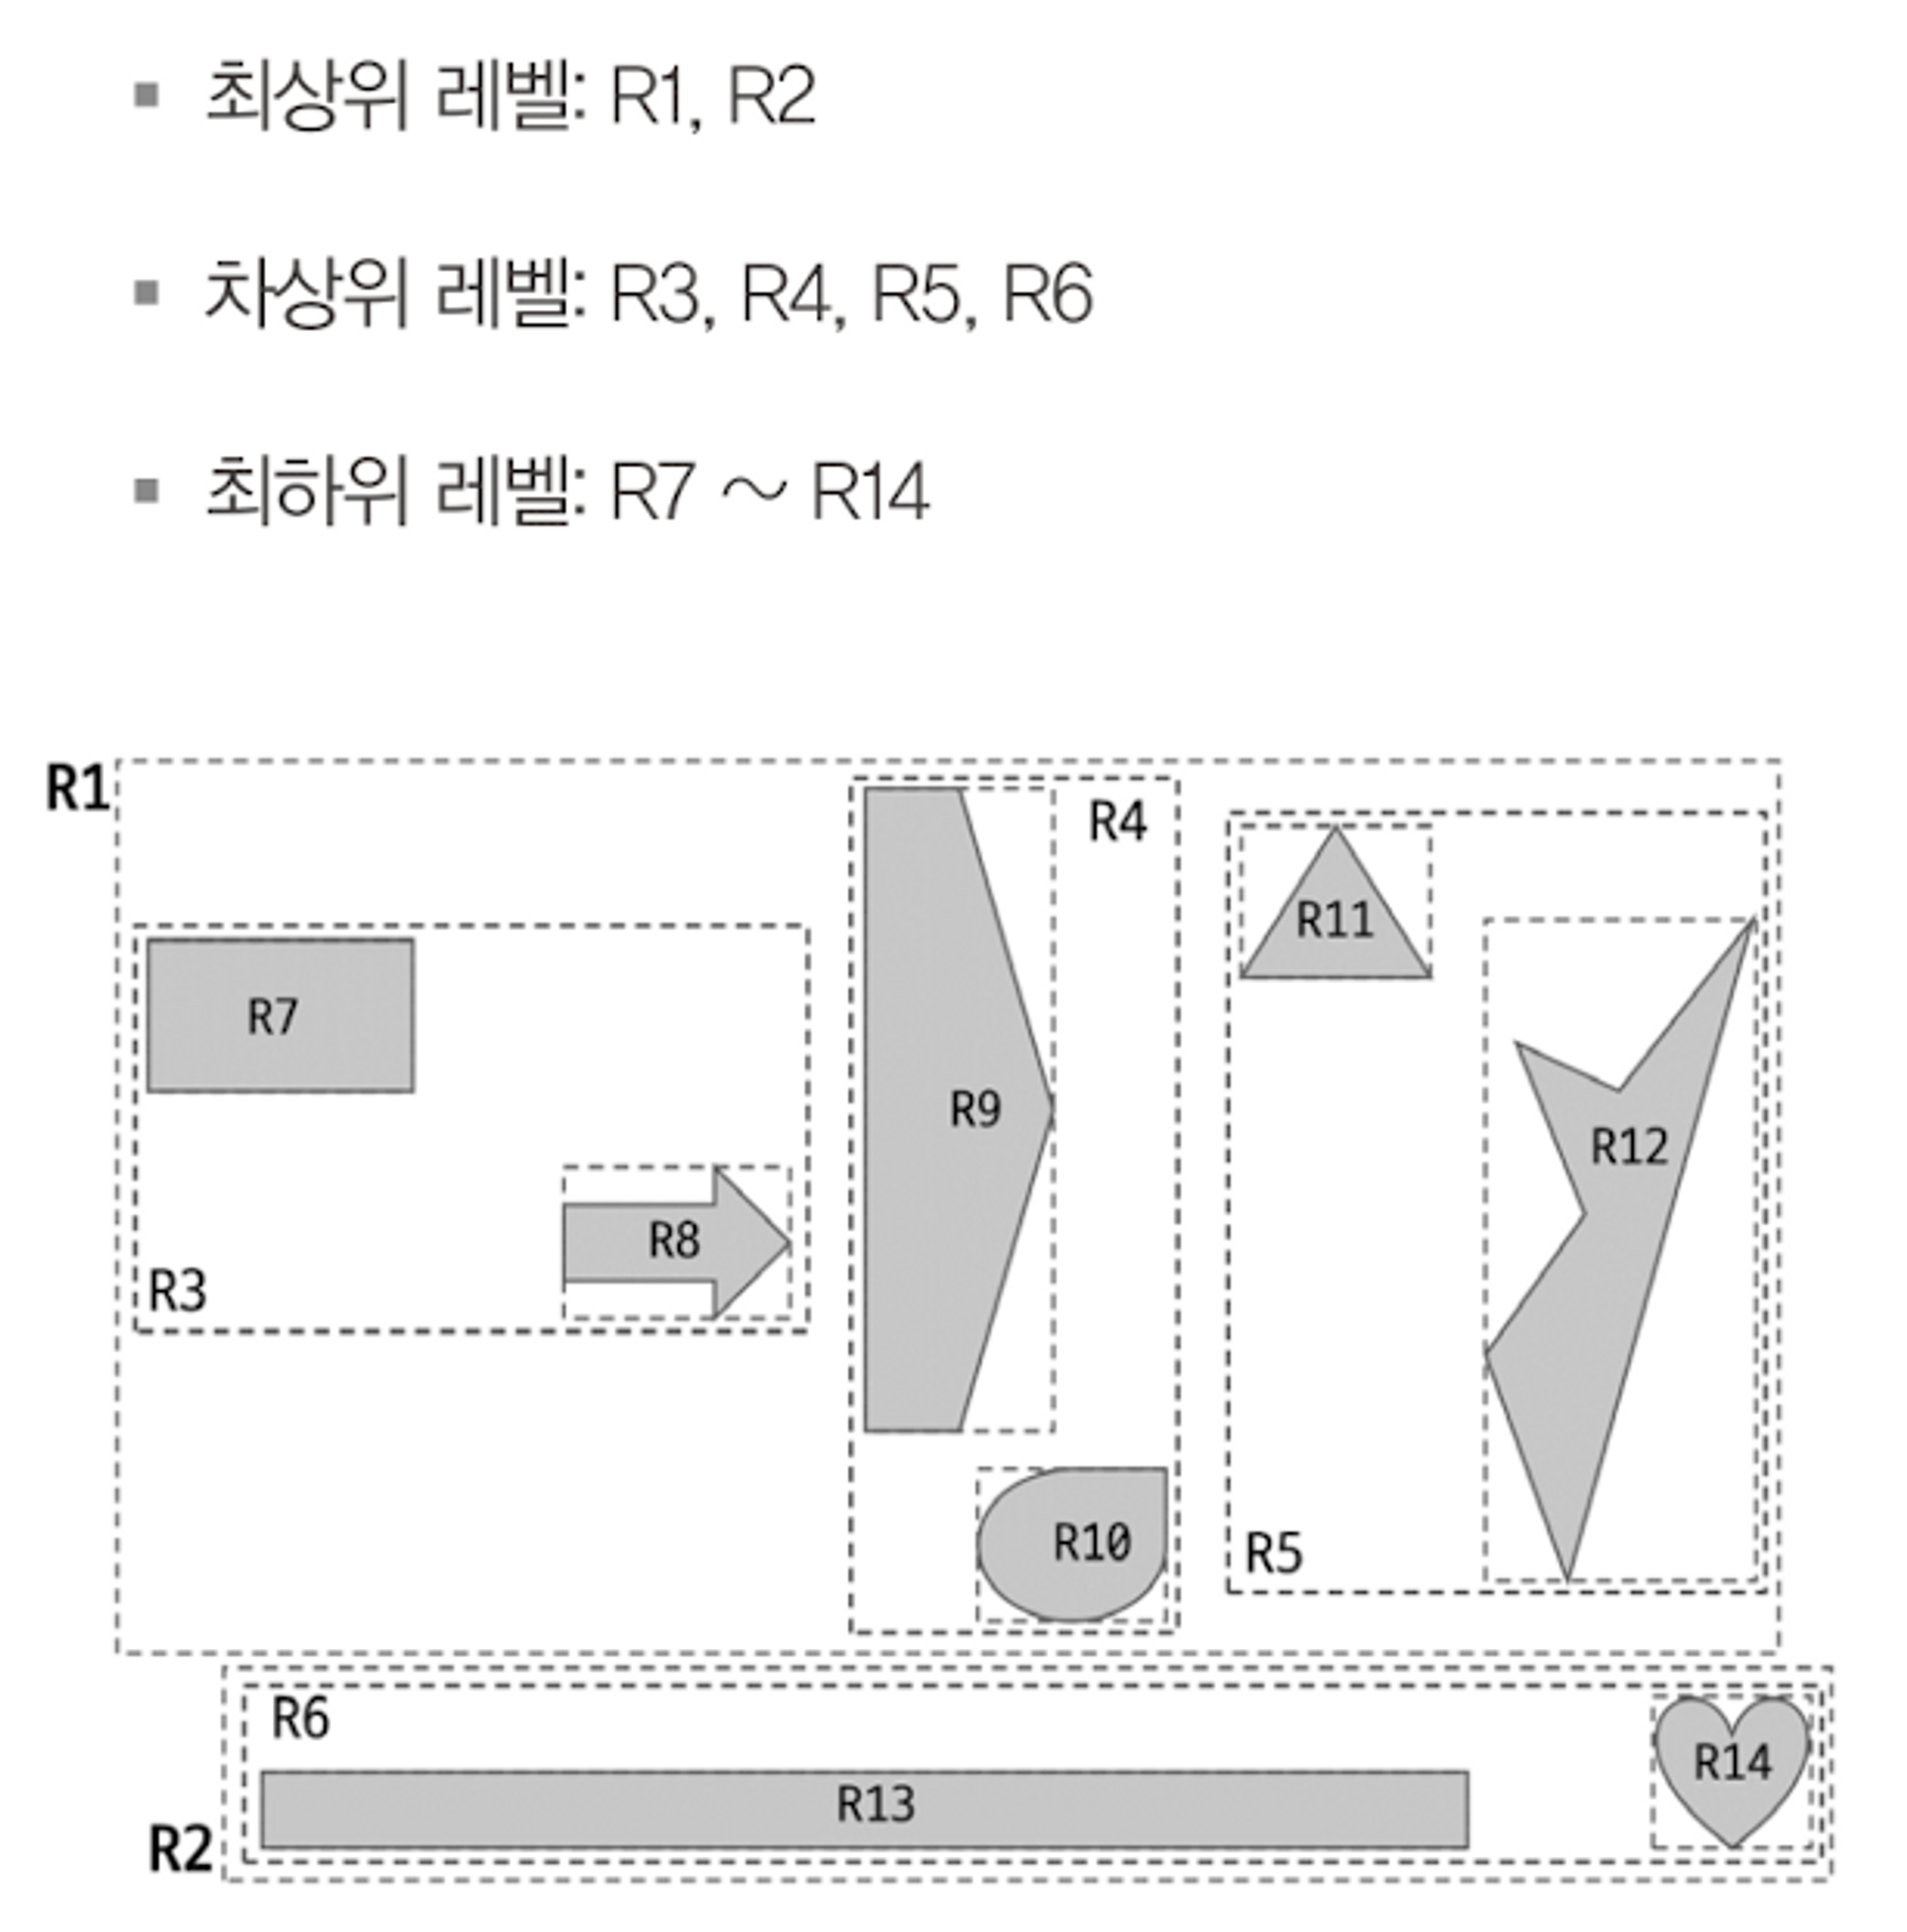 ▪ 최상위 레벨: R1, R2
▪ 차상위 레벨: R3, R4, R5, R6
▪ 최하위 레벨: R7 ~ R14
R1
R4
R11
R7
R9
R12
R8
R3
R10
R5
R6
R14
R13
R2